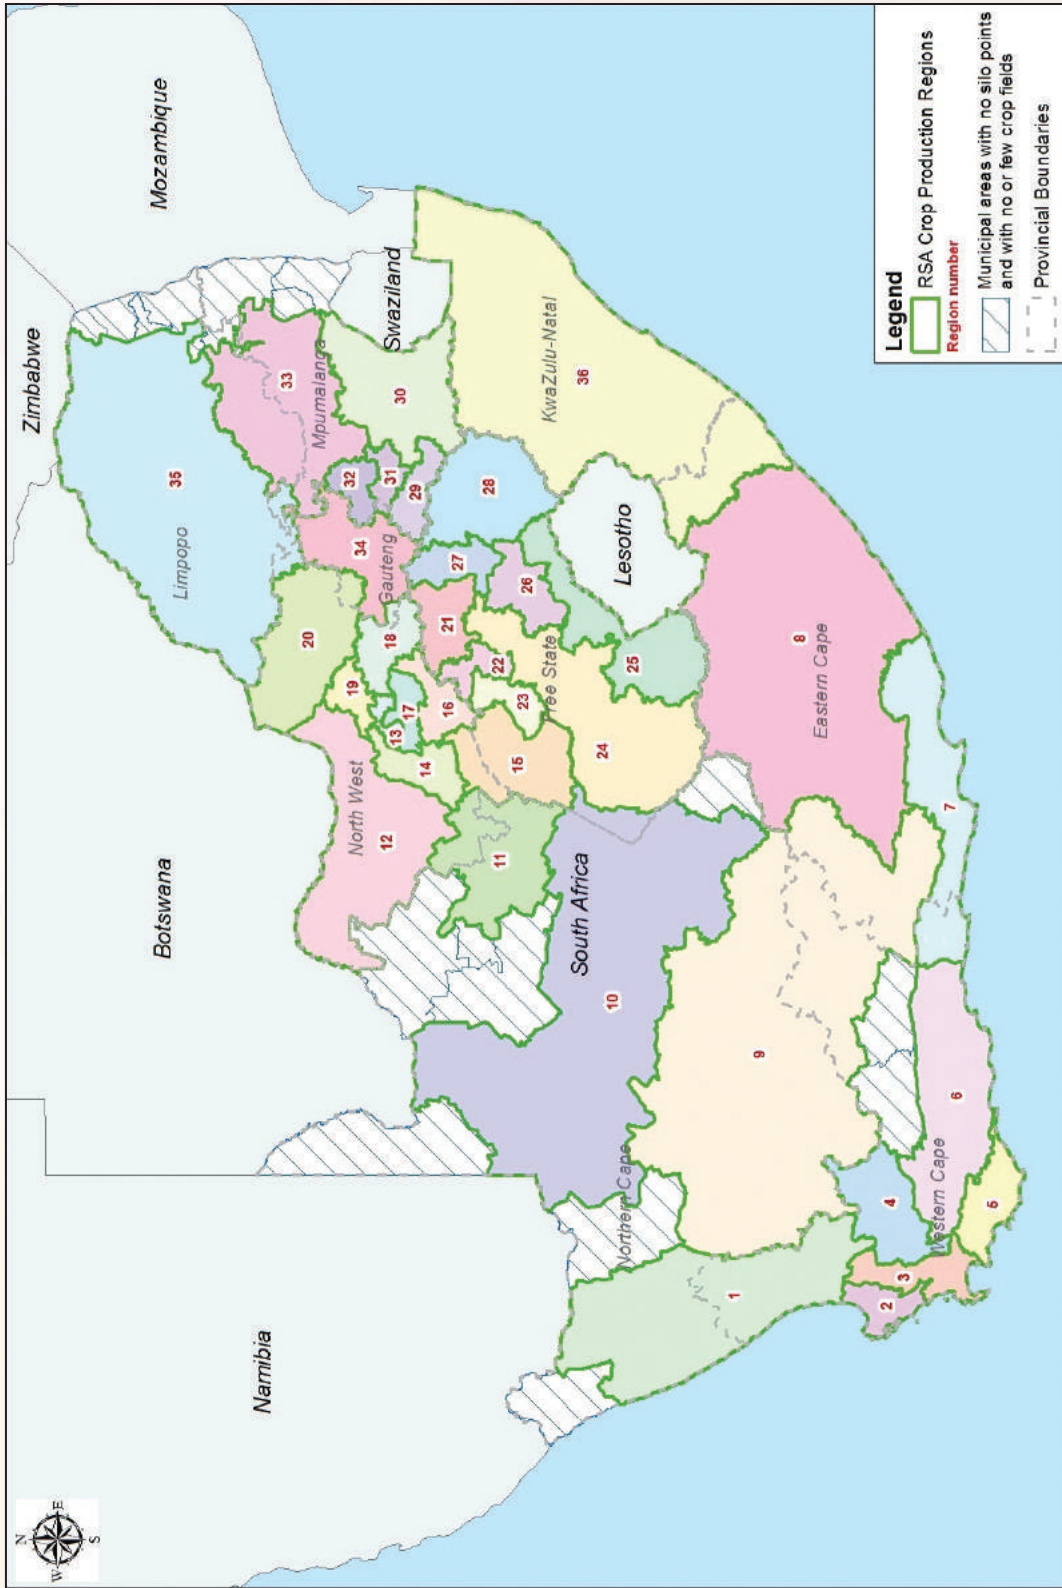 N
W
E
S
Zimbabwe
Mozambique
Botswana
Namibia
Swaziland
Lesotho
South Africa
Limpopo
Mpumalanga
Gauteng
North West
Free State
KwaZulu-Natal
Northern Cape
Eastern Cape
Western Cape
1
2
3
4
5
6
7
8
9
10
11
12
13
14
15
16
17
18
19
20
21
22
23
24
25
26
27
28
29
30
31
32
33
34
35
36
Legend
RSA Crop Production Regions
Region number
Municipal areas with no silo points
and with no or few crop fields
Provincial Boundaries